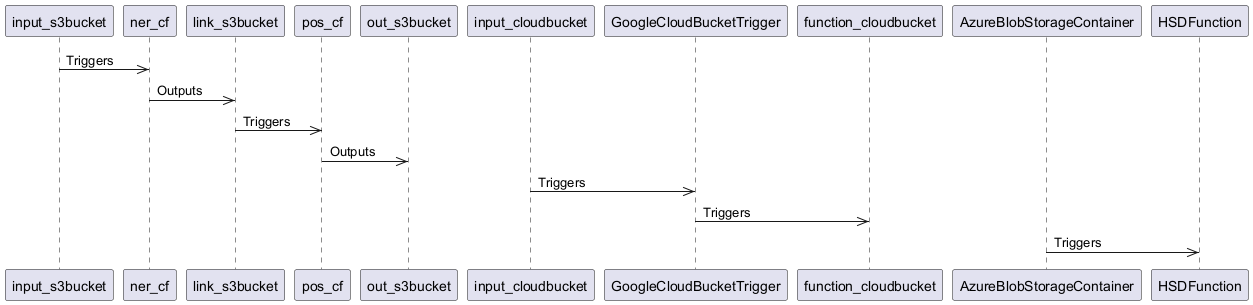 input_s3bucket ner_cf link_s3bucket pos_cf out_s3bucket input_cloudbucket GoogleCloudBucketTrigger function_cloudbucket AzureBlobStorageContainer HSDFunction
Triggers
Outputs
Triggers
Outputs
Triggers
Triggers
Triggers
input_s3bucket ner_cf link_s3bucket pos_cf out_s3bucket input_cloudbucket GoogleCloudBucketTrigger function_cloudbucket AzureBlobStorageContainer HSDFunction